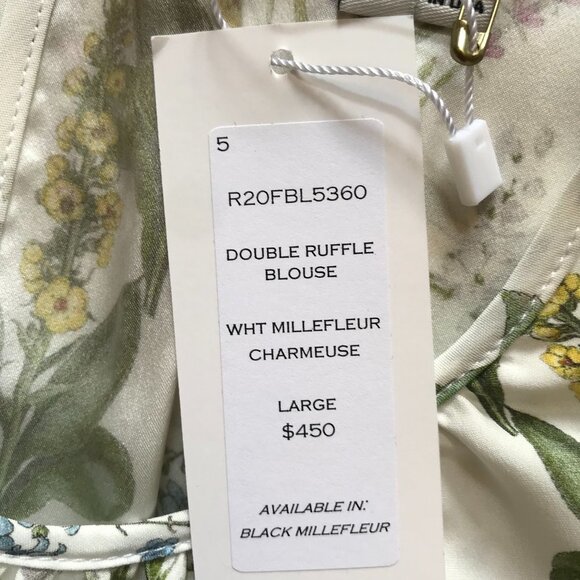 5
R20FBL5360
DOUBLE RUFFLE
BLOUSE
WHT MILLEFLEUR
CHARMEUSE
LARGE
$450
AVAILABLE IN:
BLACK MILLEFLEUR